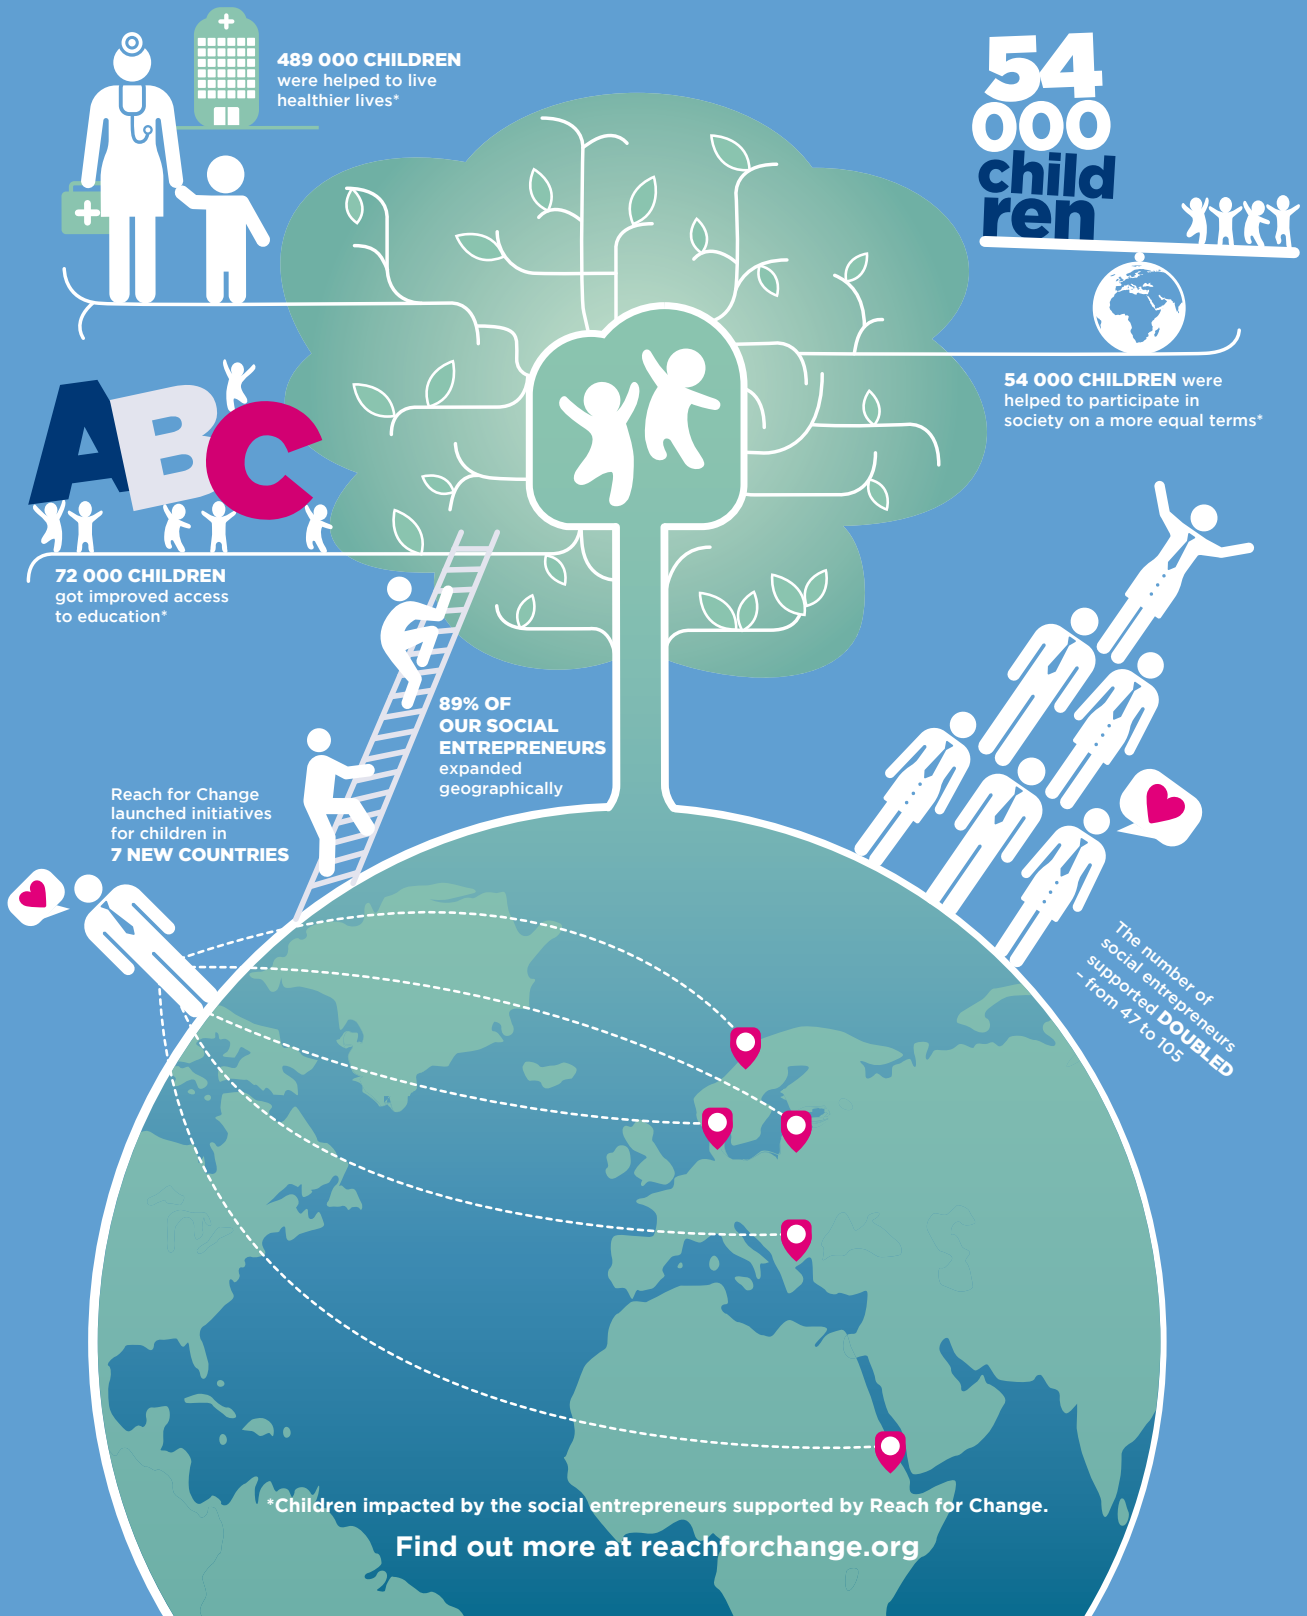 489 000 CHILDREN
were helped to live
healthier lives*
54
000
child
ren
54 000 CHILDREN were
helped to participate in
society on a more equal terms*
ABC
72 000 CHILDREN
got improved access
to education*
89% OF
OUR SOCIAL
ENTREPRENEURS
expanded
geographically
Reach for Change
launched initiatives
for children in
7 NEW COUNTRIES
The number of
social entrepreneurs
supported DOUBLED
– from 47 to 105
*Children impacted by the social entrepreneurs supported by Reach for Change.
Find out more at reachforchange.org